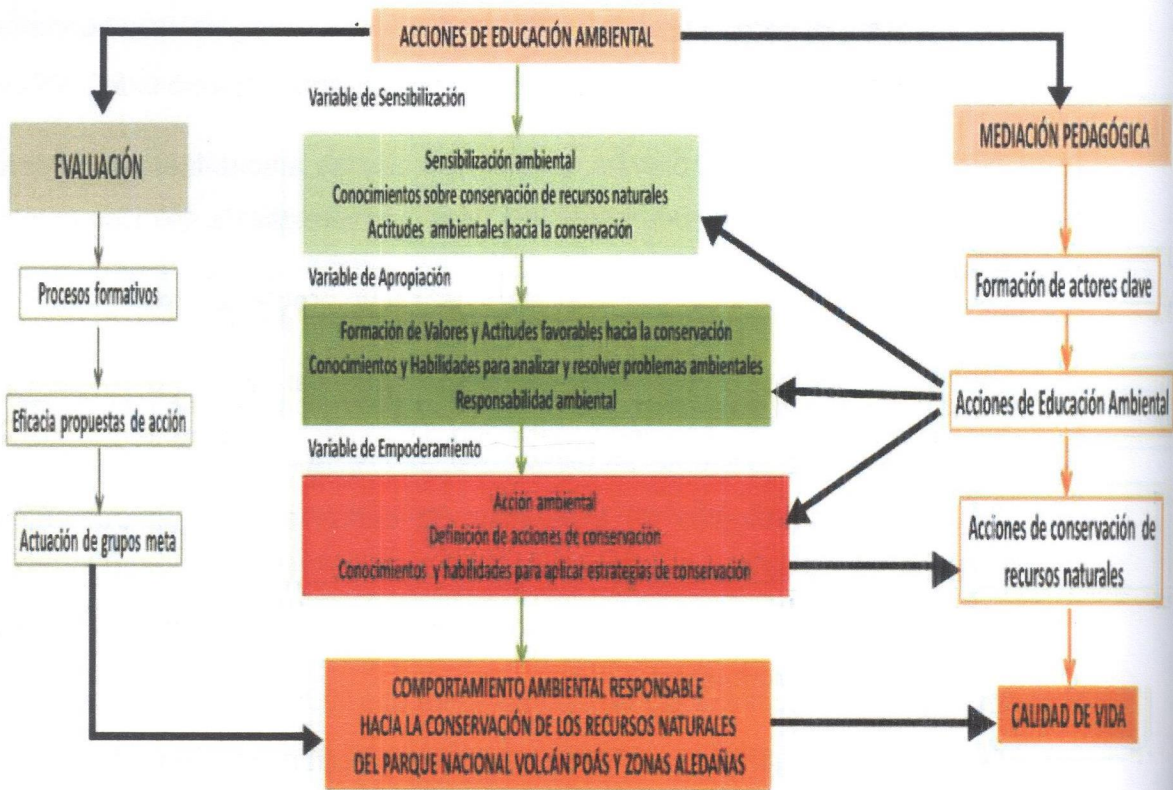 ACCIONES DE EDUCACIÓN AMBIENTAL
EVALUACIÓN
Procesos formativos
Eficacia propuestas de acción
Actuación de grupos meta
Variable de Sensibilización
Sensibilización ambiental
Conocimientos sobre conservación de recursos naturales
Actitudes ambientales hacia la conservación
Variable de Apropiación
Formación de Valores y Actitudes favorables hacia la conservación
Conocimientos y Habilidades para analizar y resolver problemas ambientales
Responsabilidad ambiental
Variable de Empoderamiento
Acción ambiental
Definición de acciones de conservación
Conocimientos y habilidades para aplicar estrategias de conservación
COMPORTAMIENTO AMBIENTAL RESPONSABLE
HACIA LA CONSERVACIÓN DE LOS RECURSOS NATURALES
DEL PARQUE NACIONAL VOLCÁN POÁS Y ZONAS ALEDAÑAS
MEDIACIÓN PEDAGÓGICA
Formación de actores clave
Acciones de Educación Ambiental
Acciones de conservación de
recursos naturales
CALIDAD DE VIDA